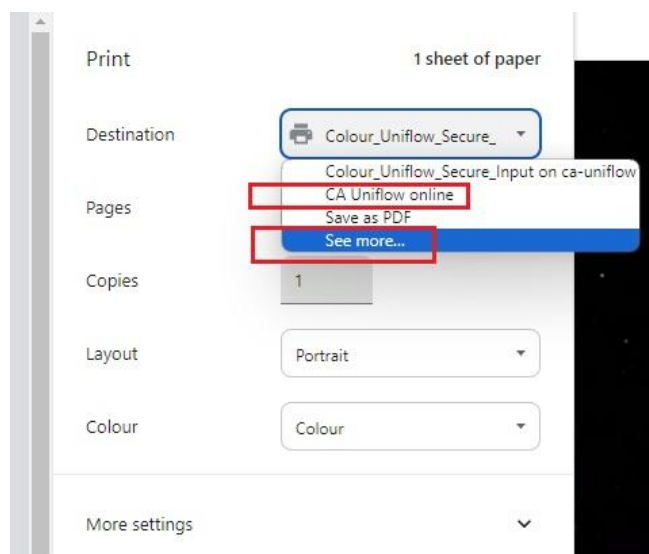 Print
1 sheet of paper
Destination
Colour_Uniflow_Secure_
Colour_Uniflow_Secure_Input on ca-uniflow
CA Uniflow online
Save as PDF
See more...
Pages
Copies
1
Layout
Portrait
Colour
Colour
More settings